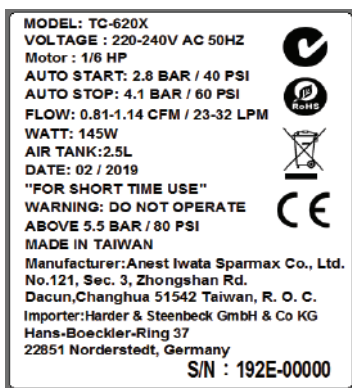 MODEL: TC-620X
VOLTAGE : 220-240V AC 50HZ
Motor : 1/6 HP
AUTO START: 2.8 BAR / 40 PSI
AUTO STOP: 4.1 BAR / 60 PSI
FLOW: 0.81-1.14 CFM / 23-32 LPM
WATT: 145W
AIR TANK:2.5L
DATE: 02 / 2019
"FOR SHORT TIME USE"
WARNING: DO NOT OPERATE
ABOVE 5.5 BAR / 80 PSI
MADE IN TAIWAN
Manufacturer:Anest Iwata Sparmax Co., Ltd.
No.121, Sec. 3, Zhongshan Rd.
Dacun,Changhua 51542 Taiwan, R. O. C.
Importer:Harder & Steenbeck GmbH & Co KG
Hans-Boeckler-Ring 37
22851 Norderstedt, Germany
S/N : 192E-00000
RoHS
CE